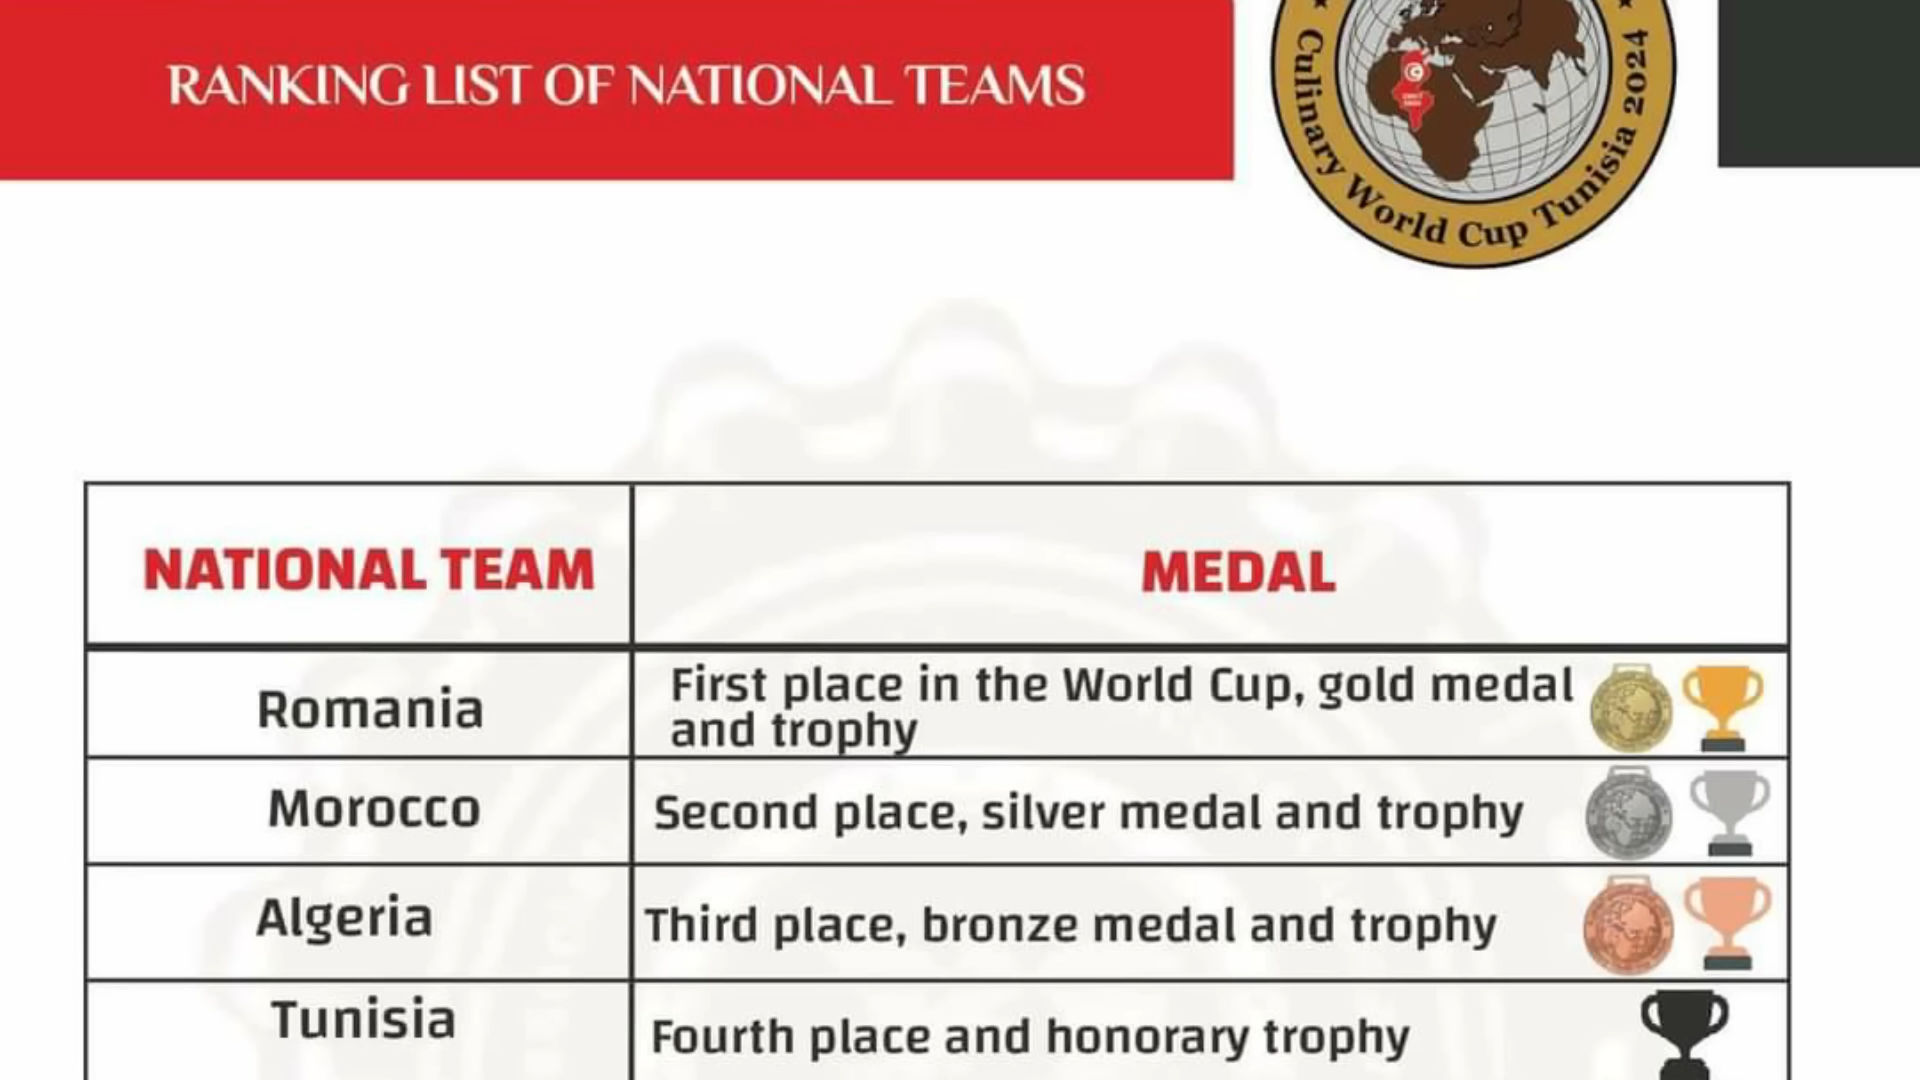 RANKING LIST OF NATIONAL TEAMS
Culinary World Cup Tunisia 2024
NATIONAL TEAM
MEDAL
Romania
First place in the World Cup, gold medal
and trophy
Morocco
Second place, silver medal and trophy
Algeria
Third place, bronze medal and trophy
Tunisia
Fourth place and honorary trophy